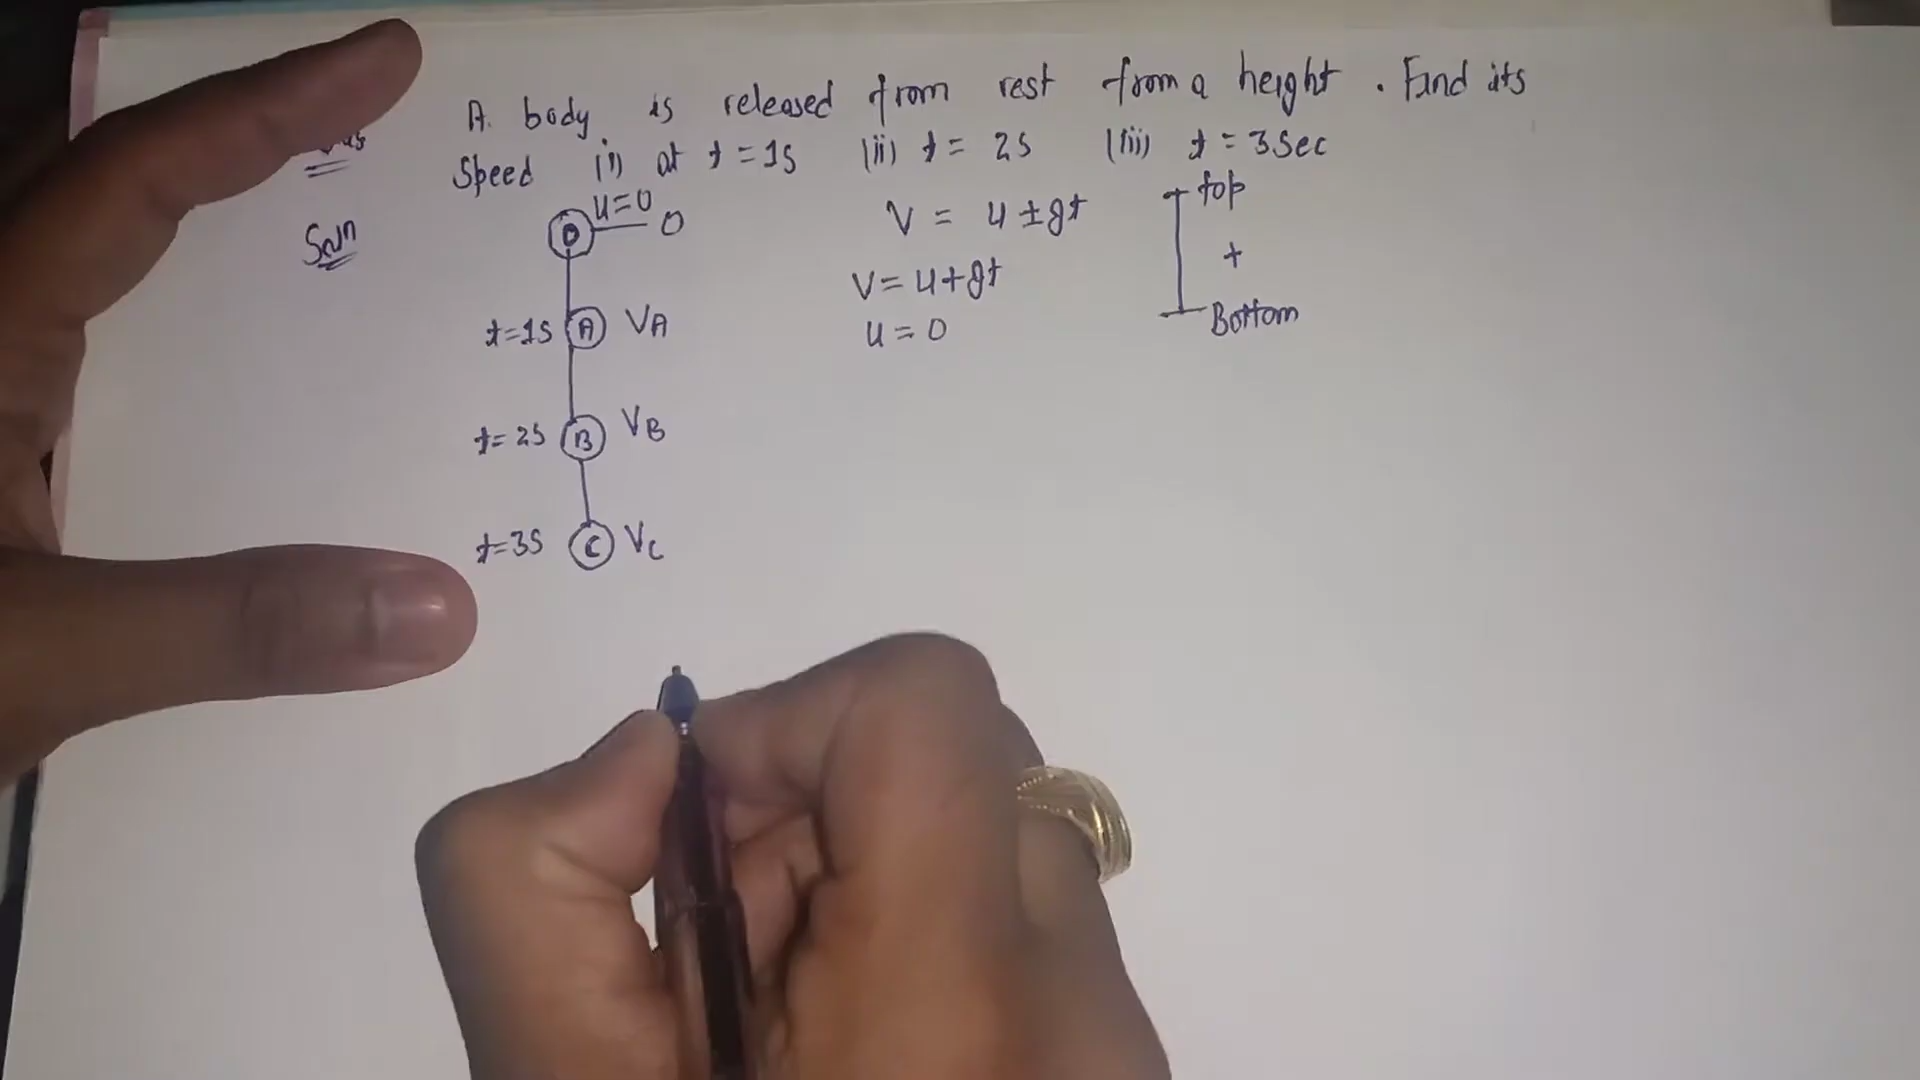 A. body is released from rest from a height. Find its
Speed (i) at t = 1s (ii) t = 2s (iii) t = 3Sec
Soln
u=0
O
O
t=1s A VA
t=2s B VB
t=3s C VC
V = u ± gt
V = u + gt
u = 0
top
+
Bottom